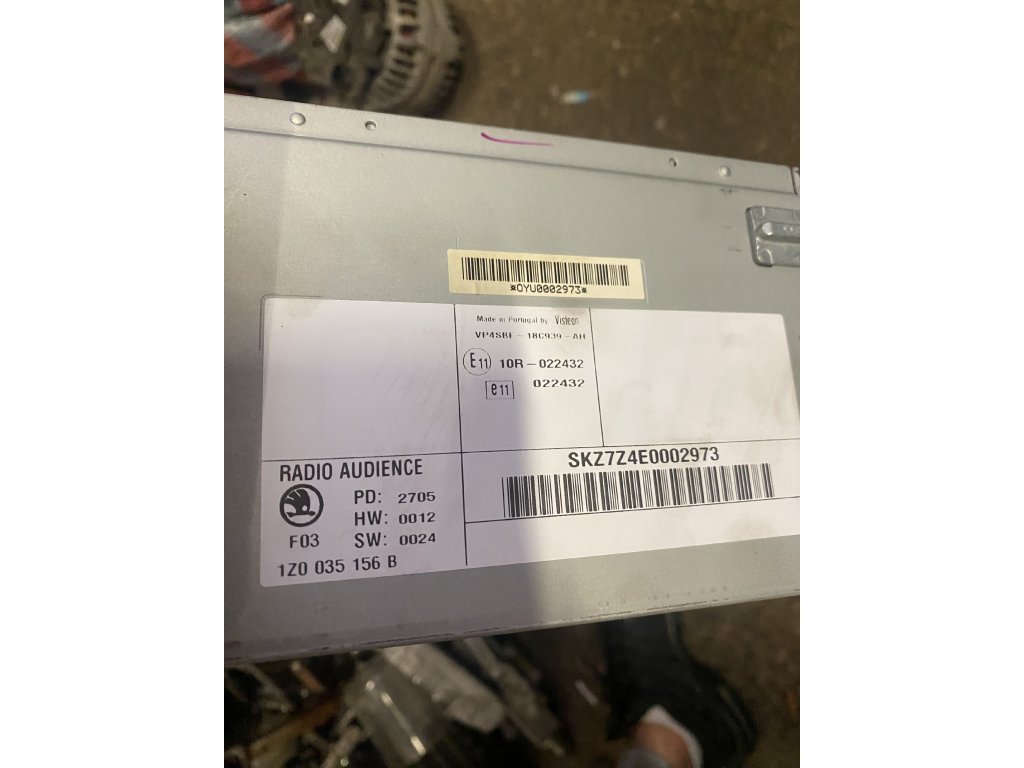 *OYU0002973*
Made in Portugal by Visteon
VP4SBF-18C939-AH
E11 10R-022432
e11 022432
SKZ7Z4E0002973
RADIO AUDIENCE
PD: 2705
HW: 0012
F03 SW: 0024
1Z0 035 156 B